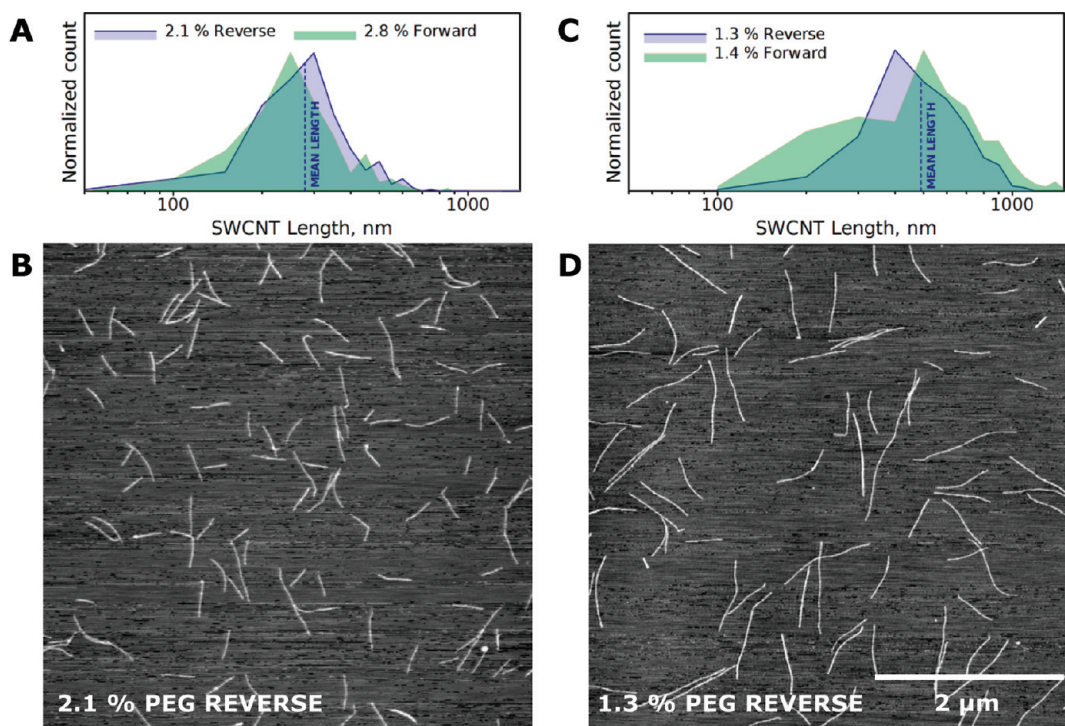 A
2.1 % Reverse
2.8 % Forward
Normalized count
MEAN LENGTH
100
1000
SWCNT Length, nm
C
1.3 % Reverse
1.4 % Forward
Normalized count
MEAN LENGTH
100
1000
SWCNT Length, nm
B
2.1 % PEG REVERSE
D
1.3 % PEG REVERSE
2 µm